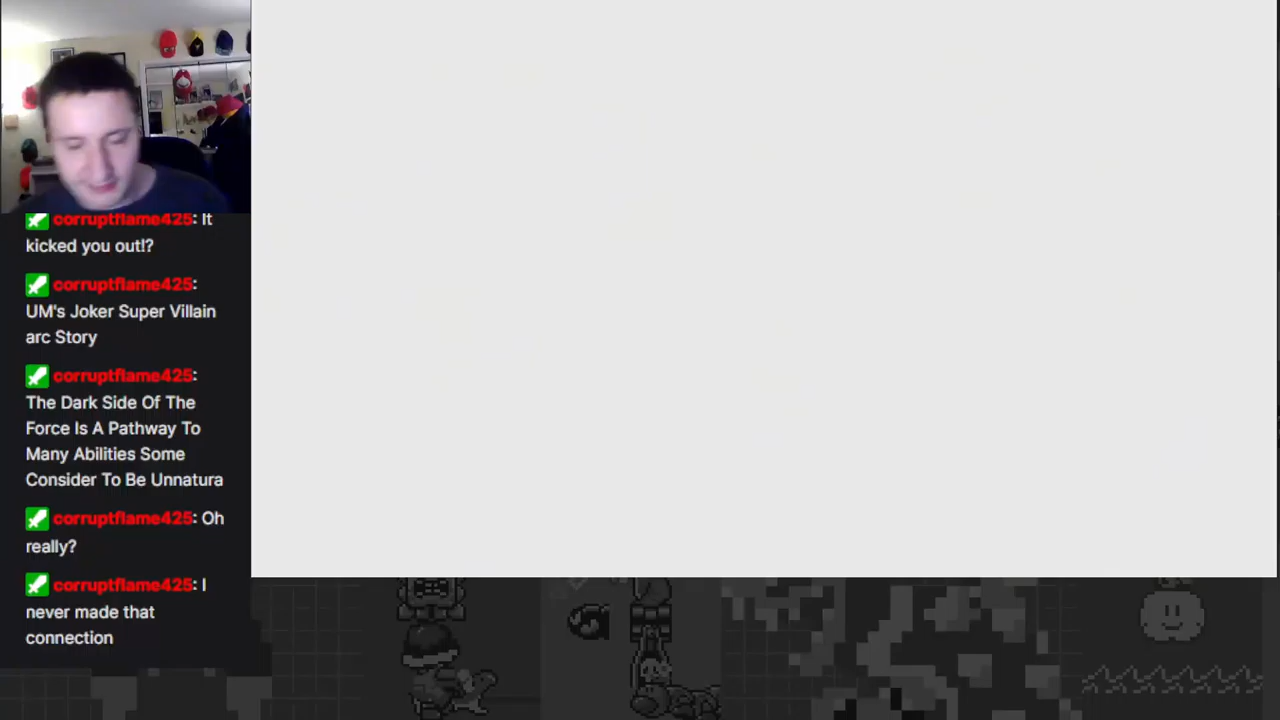 corruptflame425: It
kicked you out!?
corruptflame425:
UM's Joker Super Villain
arc Story
corruptflame425:
The Dark Side Of The
Force Is A Pathway To
Many Abilities Some
Consider To Be Unnatura
corruptflame425: Oh
really?
corruptflame425: I
never made that
connection